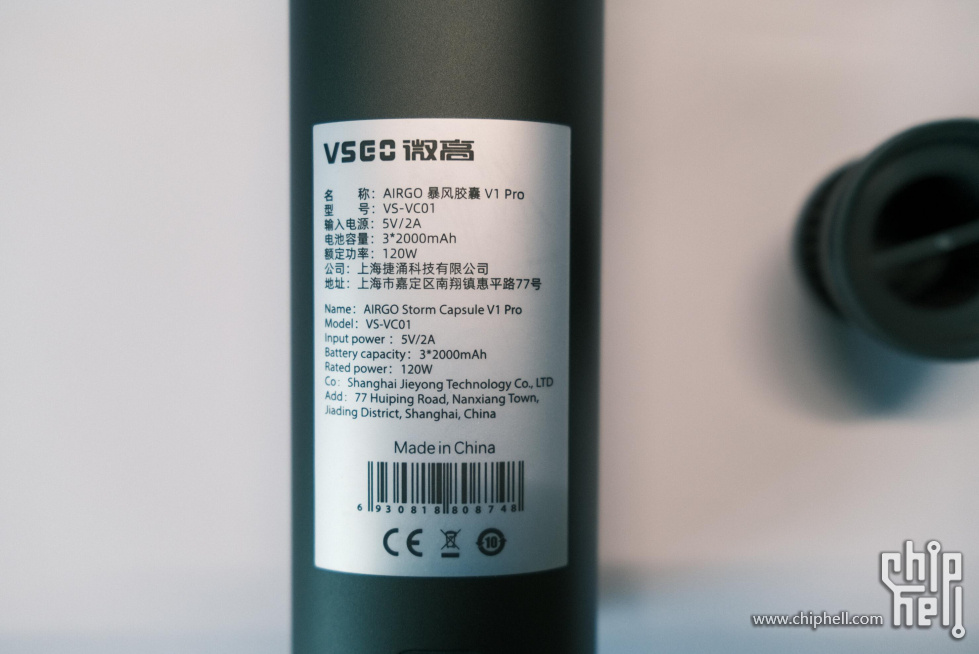 VSGO 微高
名 称：AIRGO 暴风胶囊 V1 Pro
型 号：VS-VC01
输入电源：5V/2A
电池容量：3*2000mAh
额定功率：120W
公司：上海捷涌科技有限公司
地址：上海市嘉定区南翔镇惠平路77号
Name：AIRGO Storm Capsule V1 Pro
Model：VS-VC01
Input power：5V/2A
Battery capacity：3*2000mAh
Rated power：120W
Co：Shanghai Jieyong Technology Co., LTD
Add：77 Huiping Road, Nanxiang Town,
Jiading District, Shanghai, China
Made in China
6 930818 808748
CE
10
chip
hell
www.chiphell.com